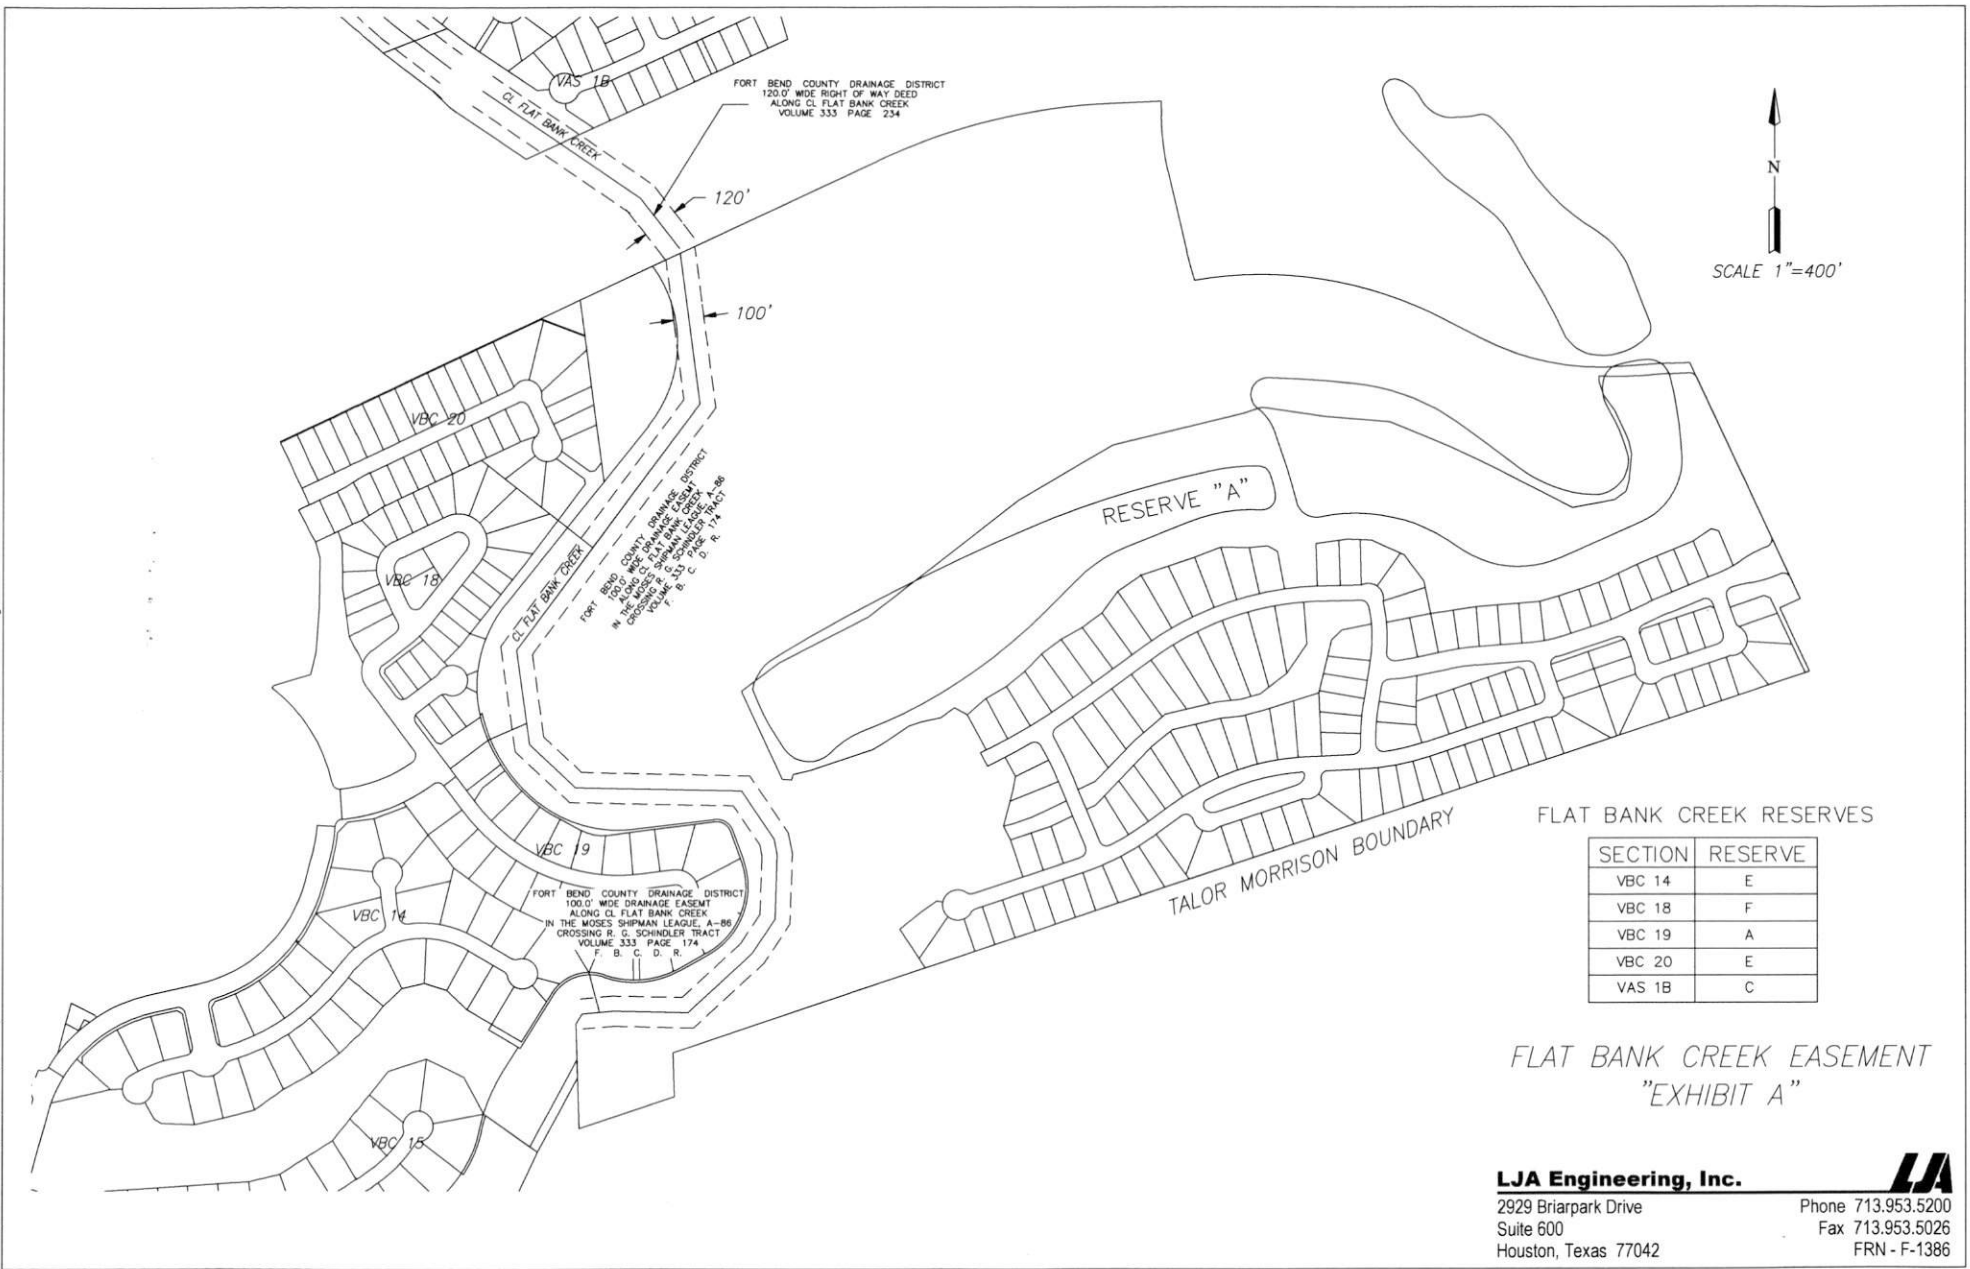 VAS 1B
CL FLAT BANK CREEK
FORT BEND COUNTY DRAINAGE DISTRICT
120.0' WIDE RIGHT OF WAY DEED
ALONG CL FLAT BANK CREEK
VOLUME 333 PAGE 234
120'
100'
N
SCALE 1"=400'
VBC 20
VBC 18
CL FLAT BANK CREEK
FORT BEND COUNTY DRAINAGE DISTRICT
100.0' WIDE DRAINAGE EASEMT
ALONG CL FLAT BANK CREEK
IN THE MOSES SHIPMAN LEAGUE, A-86
CROSSING R. G. SCHINDLER TRACT
VOLUME 333 PAGE 174
F. B. C. D. R.
RESERVE "A"
VBC 19
FORT BEND COUNTY DRAINAGE DISTRICT
100.0' WIDE DRAINAGE EASEMT
ALONG CL FLAT BANK CREEK
IN THE MOSES SHIPMAN LEAGUE, A-86
CROSSING R. G. SCHINDLER TRACT
VOLUME 333 PAGE 174
F. B. C. D. R.
VBC 14
VBC 15
TALOR MORRISON BOUNDARY
FLAT BANK CREEK RESERVES
SECTION RESERVE
VBC 14 E
VBC 18 F
VBC 19 A
VBC 20 E
VAS 1B C
FLAT BANK CREEK EASEMENT
"EXHIBIT A"
LJA Engineering, Inc.
LJA
2929 Briarpark Drive Phone 713.953.5200
Suite 600 Fax 713.953.5026
Houston, Texas 77042 FRN - F-1386